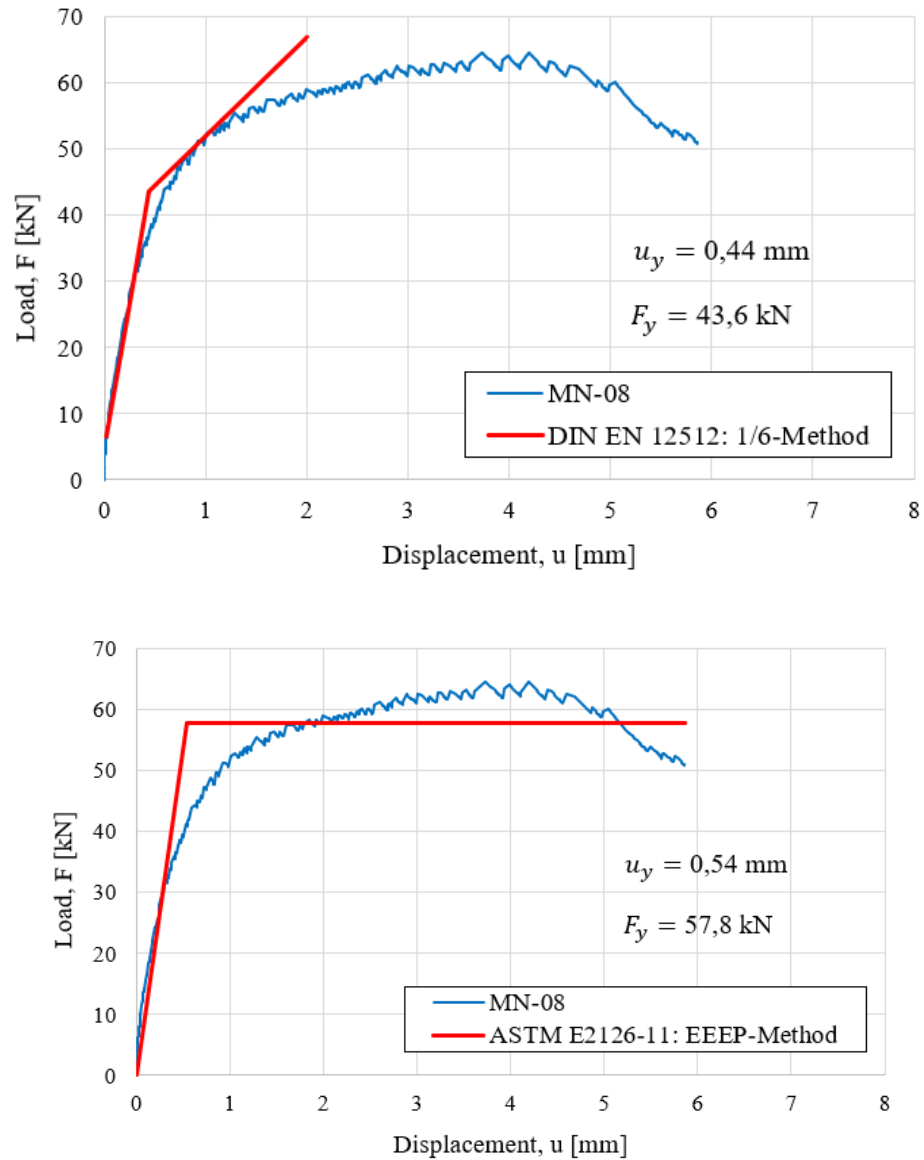 70
60
50
40
30
20
10
0
Load, F [kN]
u_y = 0,44 mm
F_y = 43,6 kN
MN-08
DIN EN 12512: 1/6-Method
0 1 2 3 4 5 6 7 8
Displacement, u [mm]
70
60
50
40
30
20
10
0
Load, F [kN]
u_y = 0,54 mm
F_y = 57,8 kN
MN-08
ASTM E2126-11: EEEP-Method
0 1 2 3 4 5 6 7 8
Displacement, u [mm]